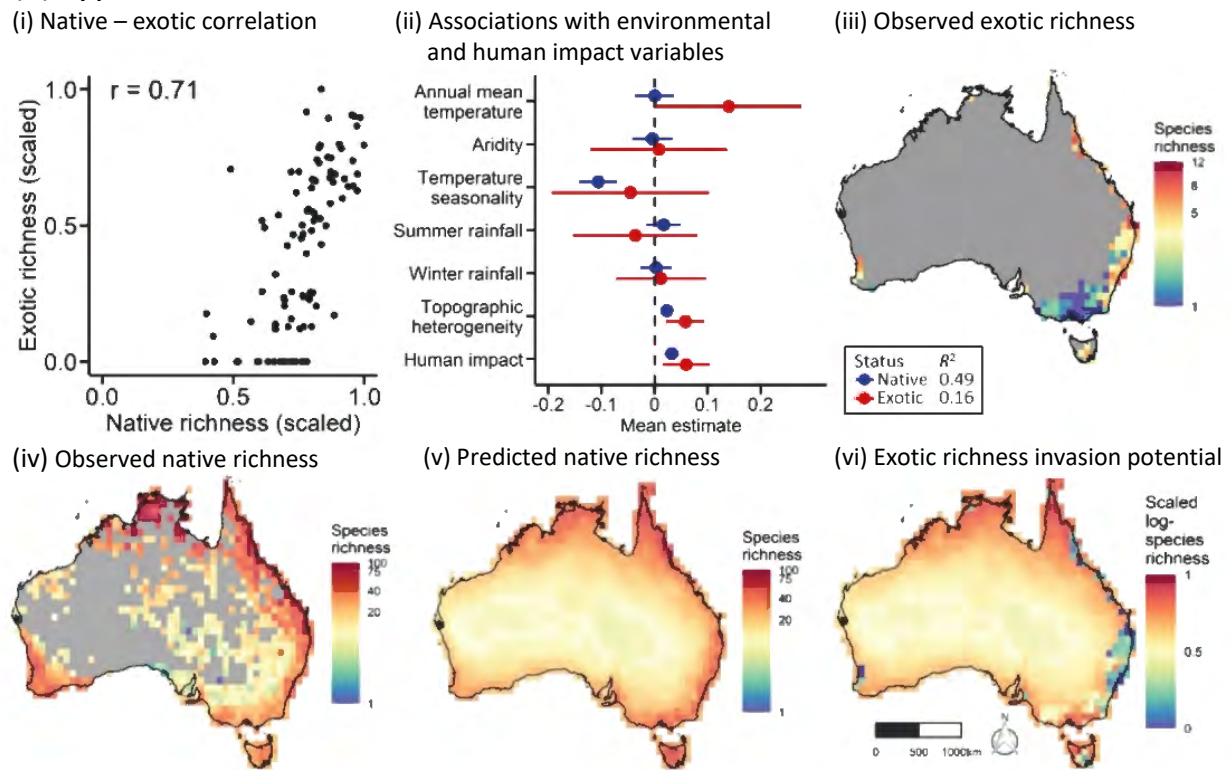 (i) Native – exotic correlation
r = 0.71
Exotic richness (scaled)
1.0
0.5
0.0
0.0
0.5
1.0
Native richness (scaled)
(ii) Associations with environmental
and human impact variables
Annual mean
temperature
Aridity
Temperature
seasonality
Summer rainfall
Winter rainfall
Topographic
heterogeneity
Human impact
-0.2
-0.1
0
0.1
0.2
Mean estimate
(iii) Observed exotic richness
Species
richness
12
8
5
1
Status R²
Native 0.49
Exotic 0.16
(iv) Observed native richness
Species
richness
100
75
40
20
1
(v) Predicted native richness
Species
richness
100
75
40
20
1
(vi) Exotic richness invasion potential
Scaled
log-
species
richness
1
0.5
0
N
0 500 1000km